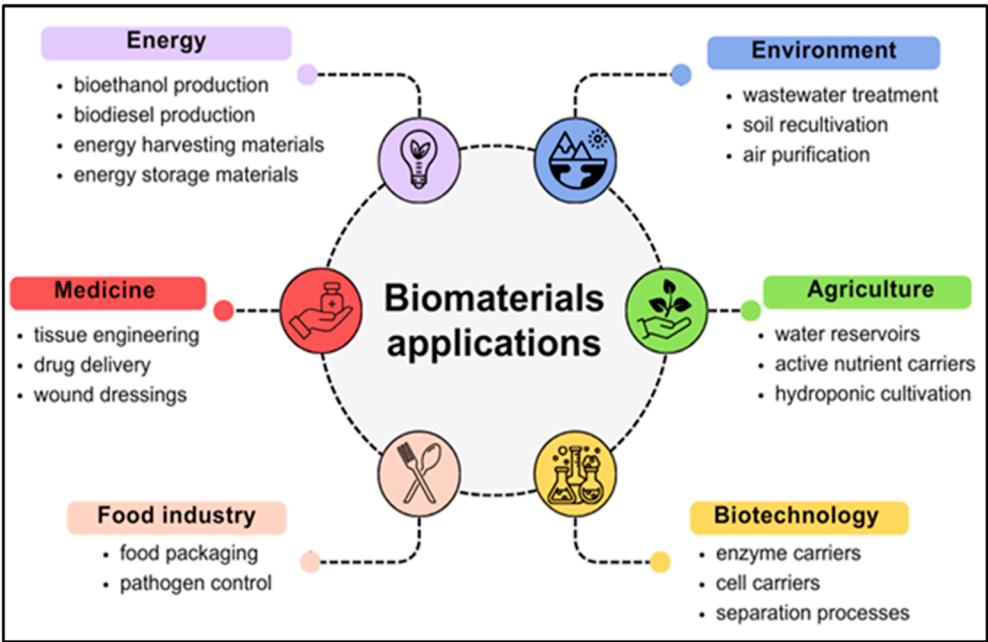 Energy
• bioethanol production
• biodiesel production
• energy harvesting materials
• energy storage materials
Environment
• wastewater treatment
• soil recultivation
• air purification
Medicine
• tissue engineering
• drug delivery
• wound dressings
Biomaterials
applications
Agriculture
• water reservoirs
• active nutrient carriers
• hydroponic cultivation
Food industry
• food packaging
• pathogen control
Biotechnology
• enzyme carriers
• cell carriers
• separation processes